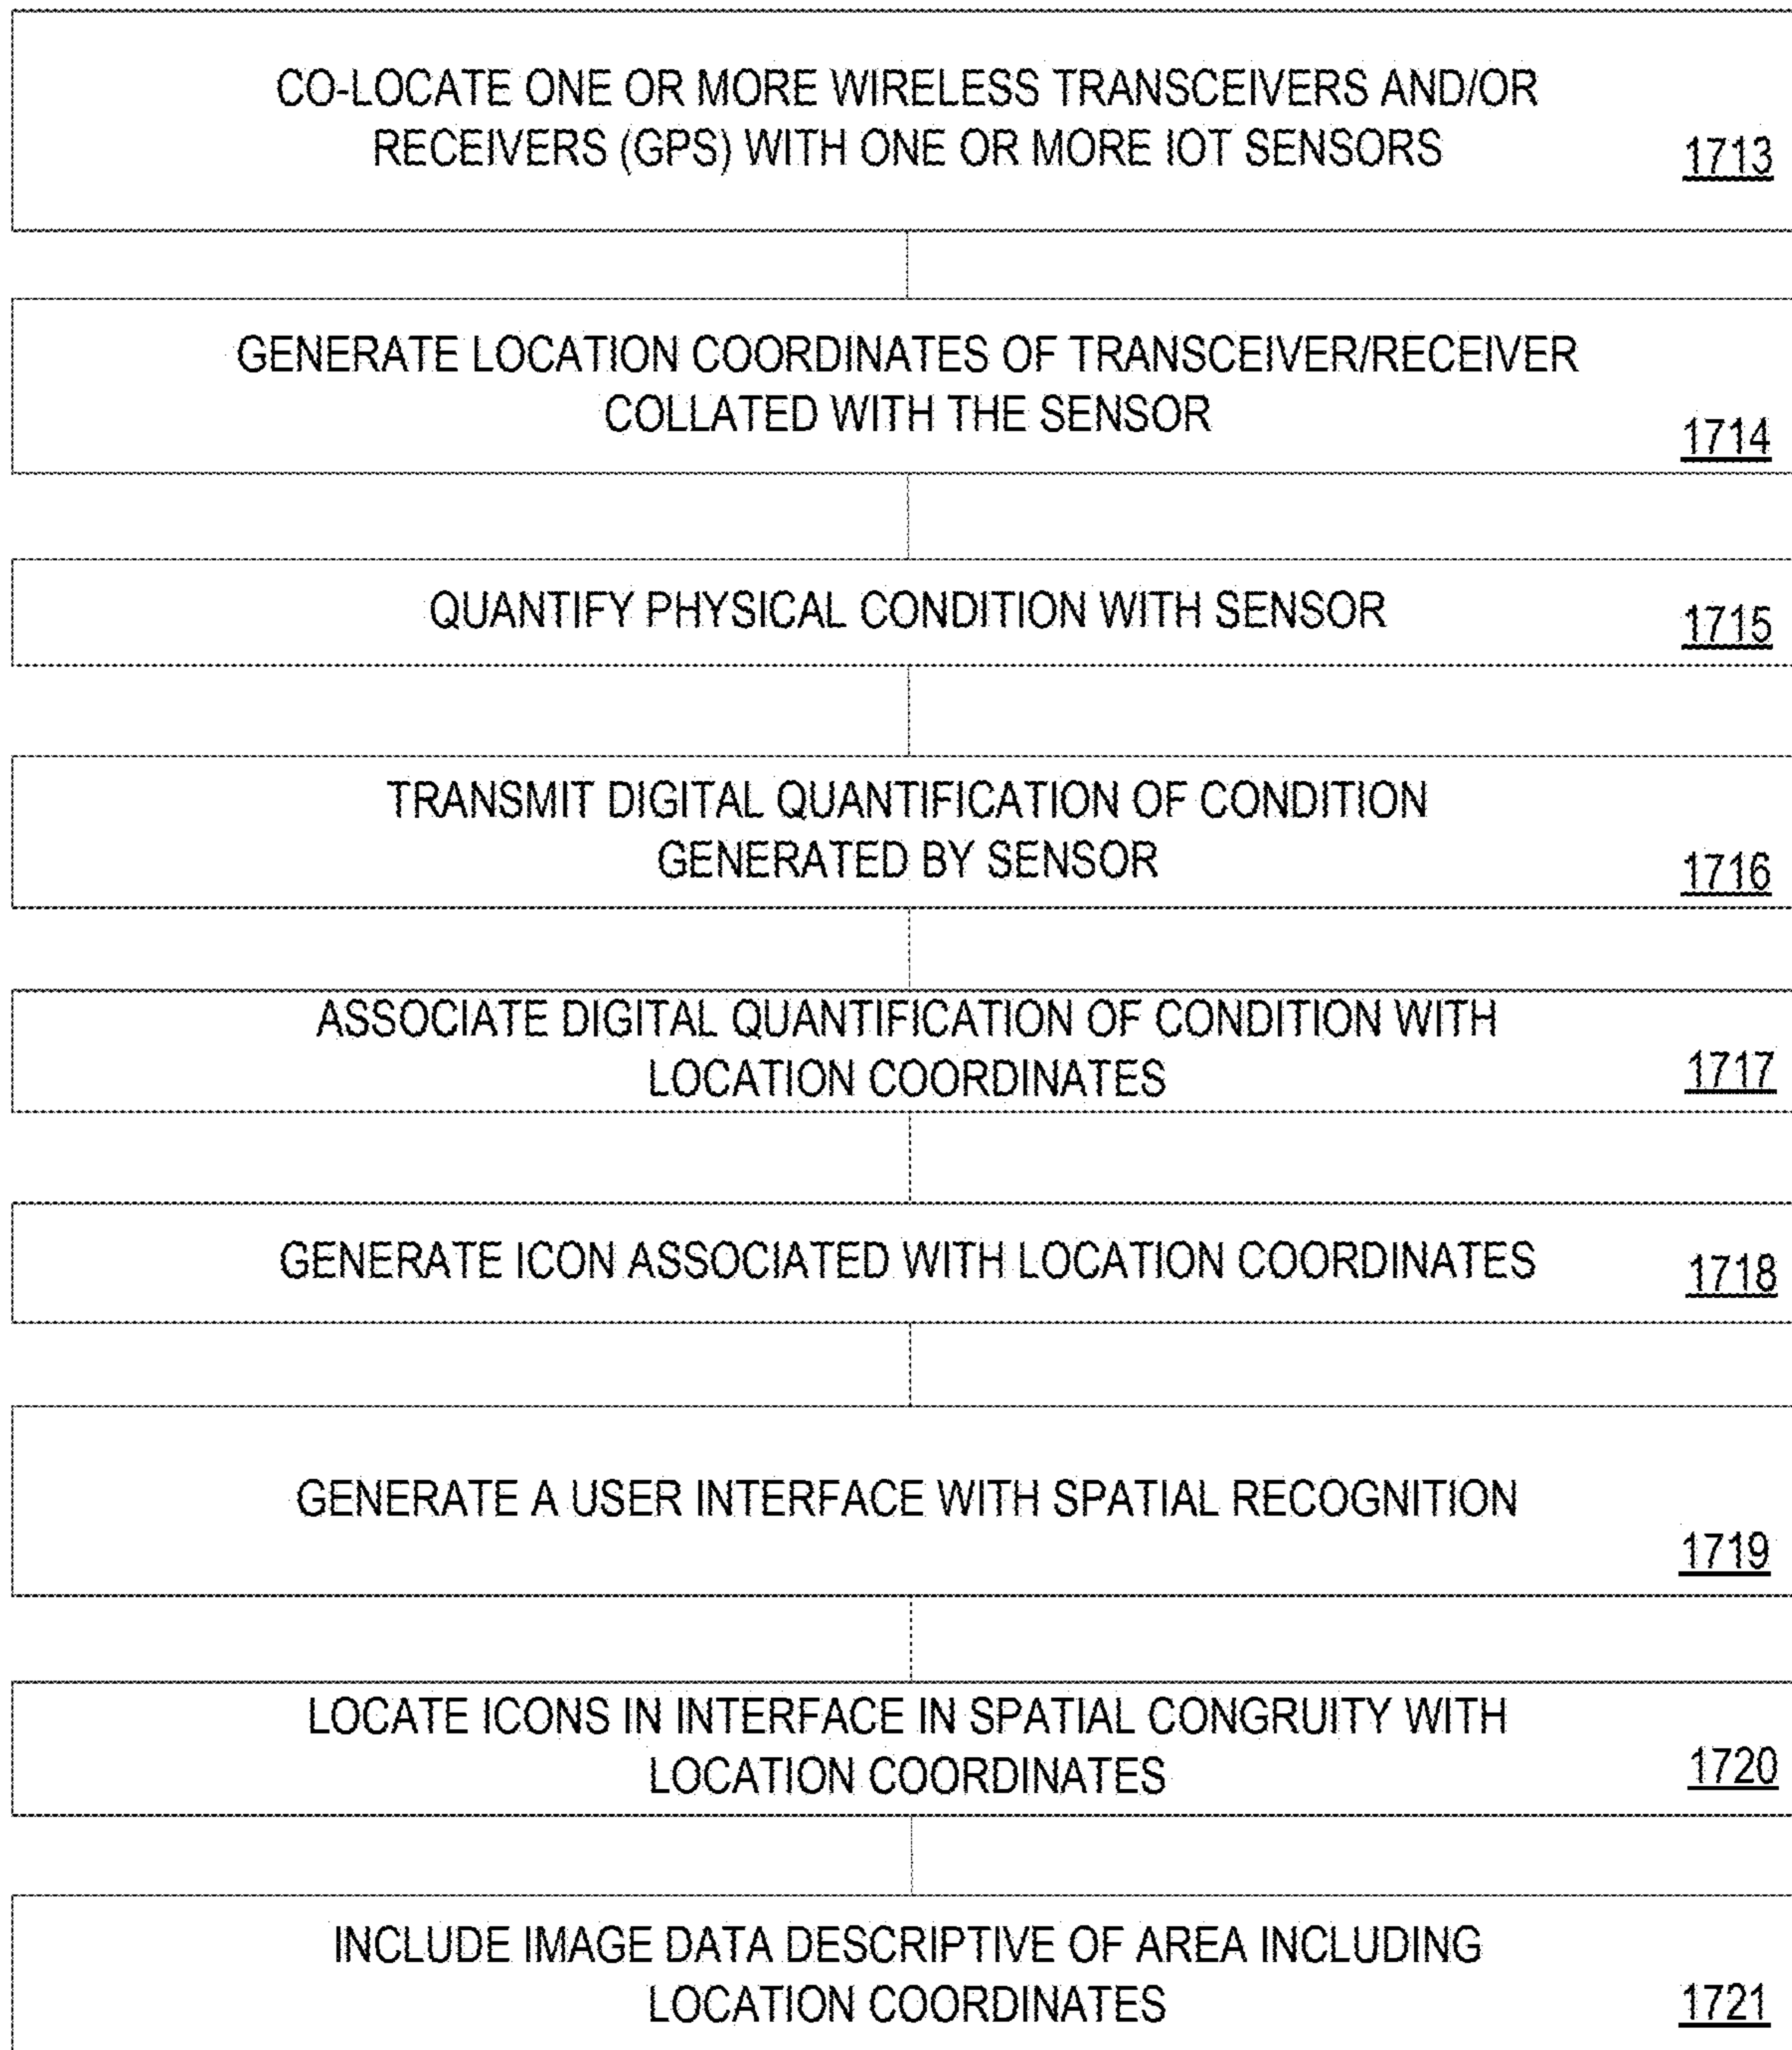 CO-LOCATE ONE OR MORE WIRELESS TRANSCEIVERS AND/OR
RECEIVERS (GPS) WITH ONE OR MORE IOT SENSORS
1713
GENERATE LOCATION COORDINATES OF TRANSCEIVER/RECEIVER
COLLATED WITH THE SENSOR
1714
QUANTIFY PHYSICAL CONDITION WITH SENSOR
1715
TRANSMIT DIGITAL QUANTIFICATION OF CONDITION
GENERATED BY SENSOR
1716
ASSOCIATE DIGITAL QUANTIFICATION OF CONDITION WITH
LOCATION COORDINATES
1717
GENERATE ICON ASSOCIATED WITH LOCATION COORDINATES
1718
GENERATE A USER INTERFACE WITH SPATIAL RECOGNITION
1719
LOCATE ICONS IN INTERFACE IN SPATIAL CONGRUITY WITH
LOCATION COORDINATES
1720
INCLUDE IMAGE DATA DESCRIPTIVE OF AREA INCLUDING
LOCATION COORDINATES
1721